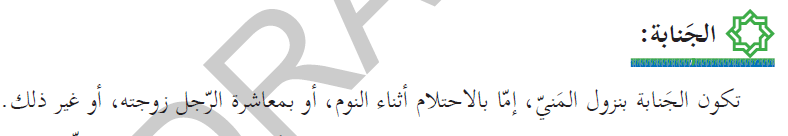 الجَنابة:
تكون الجَنابة بنزول المَنيّ، إمّا بالاحتلام أثناء النوم، أو بمعاشرة الرّجل زوجته، أو غير ذلك.